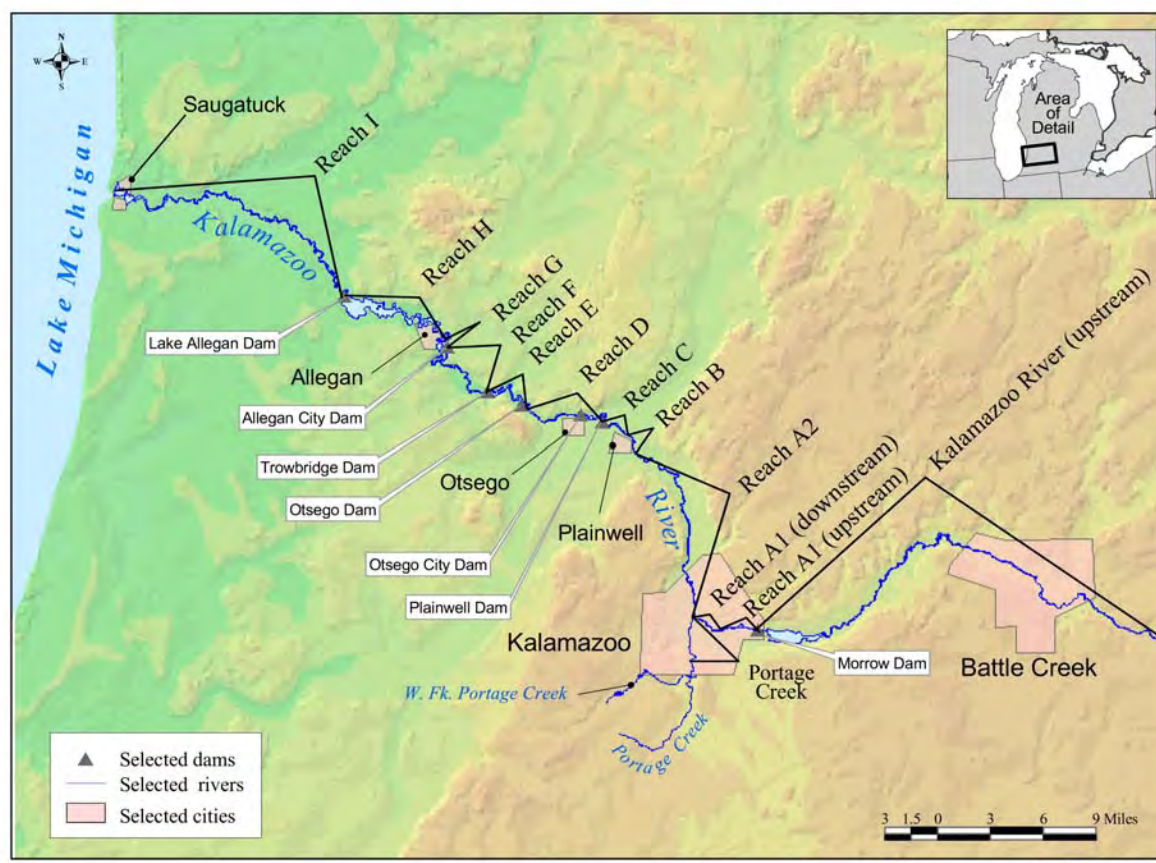 N
W E
S
Saugatuck
Reach I
Area
of
Detail
Lake Michigan
Kalamazoo
Reach H
Reach G
Reach F
Reach E
Reach D
Reach C
Reach B
Kalamazoo River (upstream)
Lake Allegan Dam
Allegan
Allegan City Dam
Trowbridge Dam
Otsego
Otsego Dam
Reach A2
River
Plainwell
Reach A1 (downstream)
Reach A1 (upstream)
Otsego City Dam
Plainwell Dam
Kalamazoo
Morrow Dam
Battle Creek
Portage
Creek
W. Fk. Portage Creek
Portage Creek
Selected dams
Selected rivers
Selected cities
3 1.5 0 3 6 9 Miles